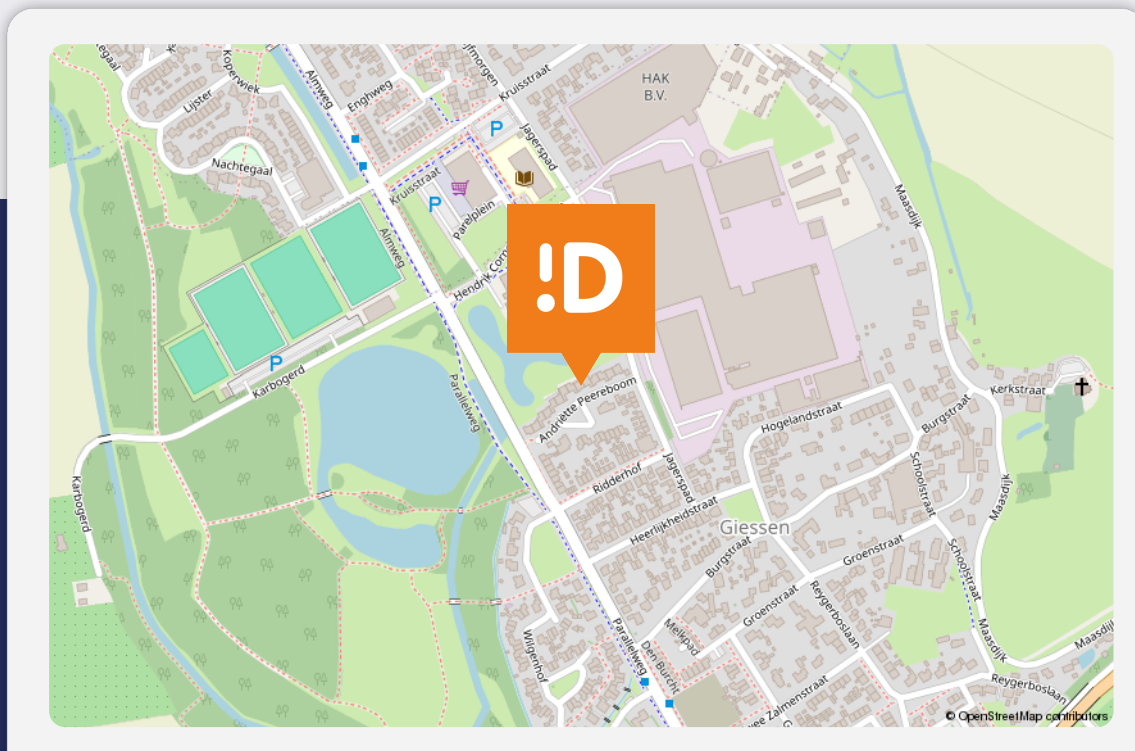 HAK
B.V.
Koperwiek
Lijster
Nachtegaal
Almweg
Enghweg
Kruisstraat
Jagerspad
Kruisstraat
P
P
Parelplein
Almweg
Hendrik
!D
Maasdijk
P
Karbogerd
Parallelweg
Andriëtte Peereboom
Kerkstraat
Hogelandstraat
Burgstraat
Karbogerd
Ridderhof
Jagerspad
Schoolstraat
Maasdijk
Heerlijkheidstraat
Giessen
Burgstraat
Groenstraat
Schoolstraat
Groenstraat
Reygerboslaan
Wilgenhof
Parallelweg
Melkpad
Den Burcht
Maasdijk
Maasdijk
Zalmenstraat
Reygerboslaan
© OpenStreetMap contributors